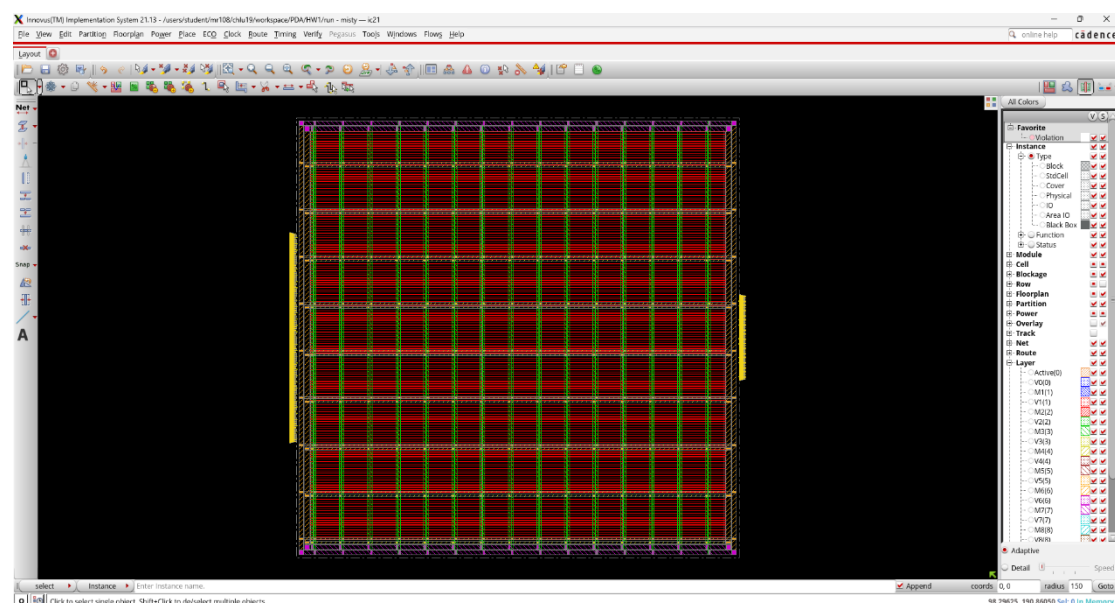 Innovus(TM) Implementation System 21.13 - /users/student/mr108/chlu19/workspace/PDA/HW1/run - misty — ic21
File View Edit Partition Floorplan Power Place ECO Clock Route Timing Verify Pegasus Tools Windows Flows Help
online help
cādence
Layout
Net
Snap
A
All Colors
V S
Favorite
Violation
Instance
Type
Block
StdCell
Cover
Physical
IO
Area IO
Black Box
Function
Status
Module
Cell
Blockage
Row
Floorplan
Partition
Power
Overlay
Track
Net
Route
Layer
Active(0)
V0(0)
M1(1)
V1(1)
M2(2)
V2(2)
M3(3)
V3(3)
M4(4)
V4(4)
M5(5)
V5(5)
M6(6)
V6(6)
M7(7)
V7(7)
M8(8)
V8(8)
Adaptive
Detail
Speed
select Instance Enter Instance name. Append coords 0,0 radius 150 Goto
Click to select single object. Shift+Click to de/select multiple objects.
98.29625, 190.86050 Sel: 0 In Memory